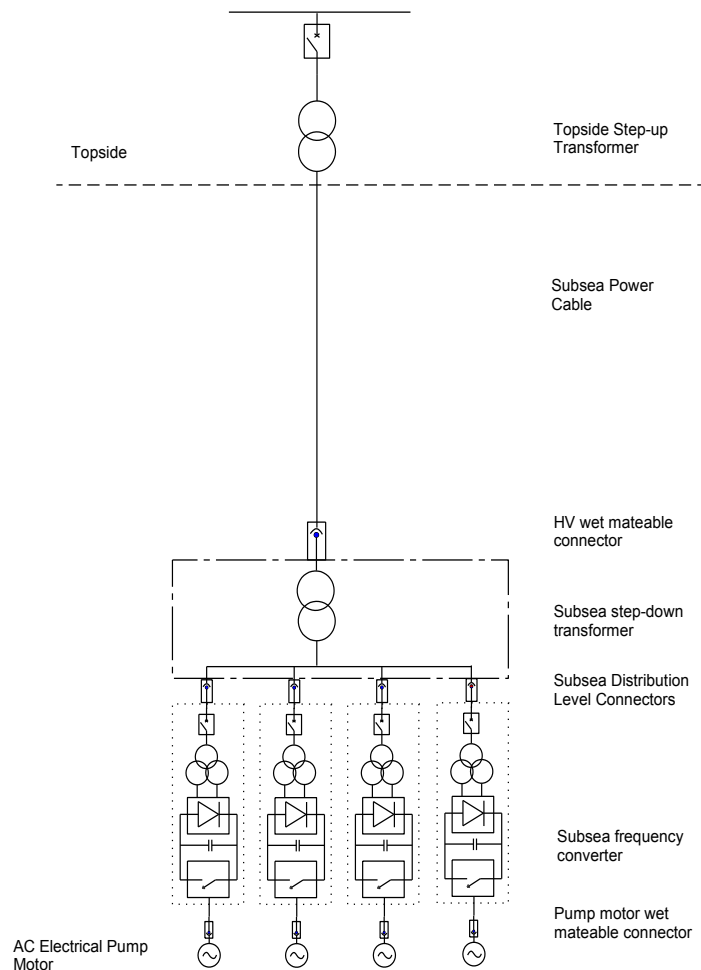 Topside
Topside Step-up
Transformer
Subsea Power
Cable
HV wet mateable
connector
Subsea step-down
transformer
Subsea Distribution
Level Connectors
Subsea frequency
converter
Pump motor wet
mateable connector
AC Electrical Pump
Motor